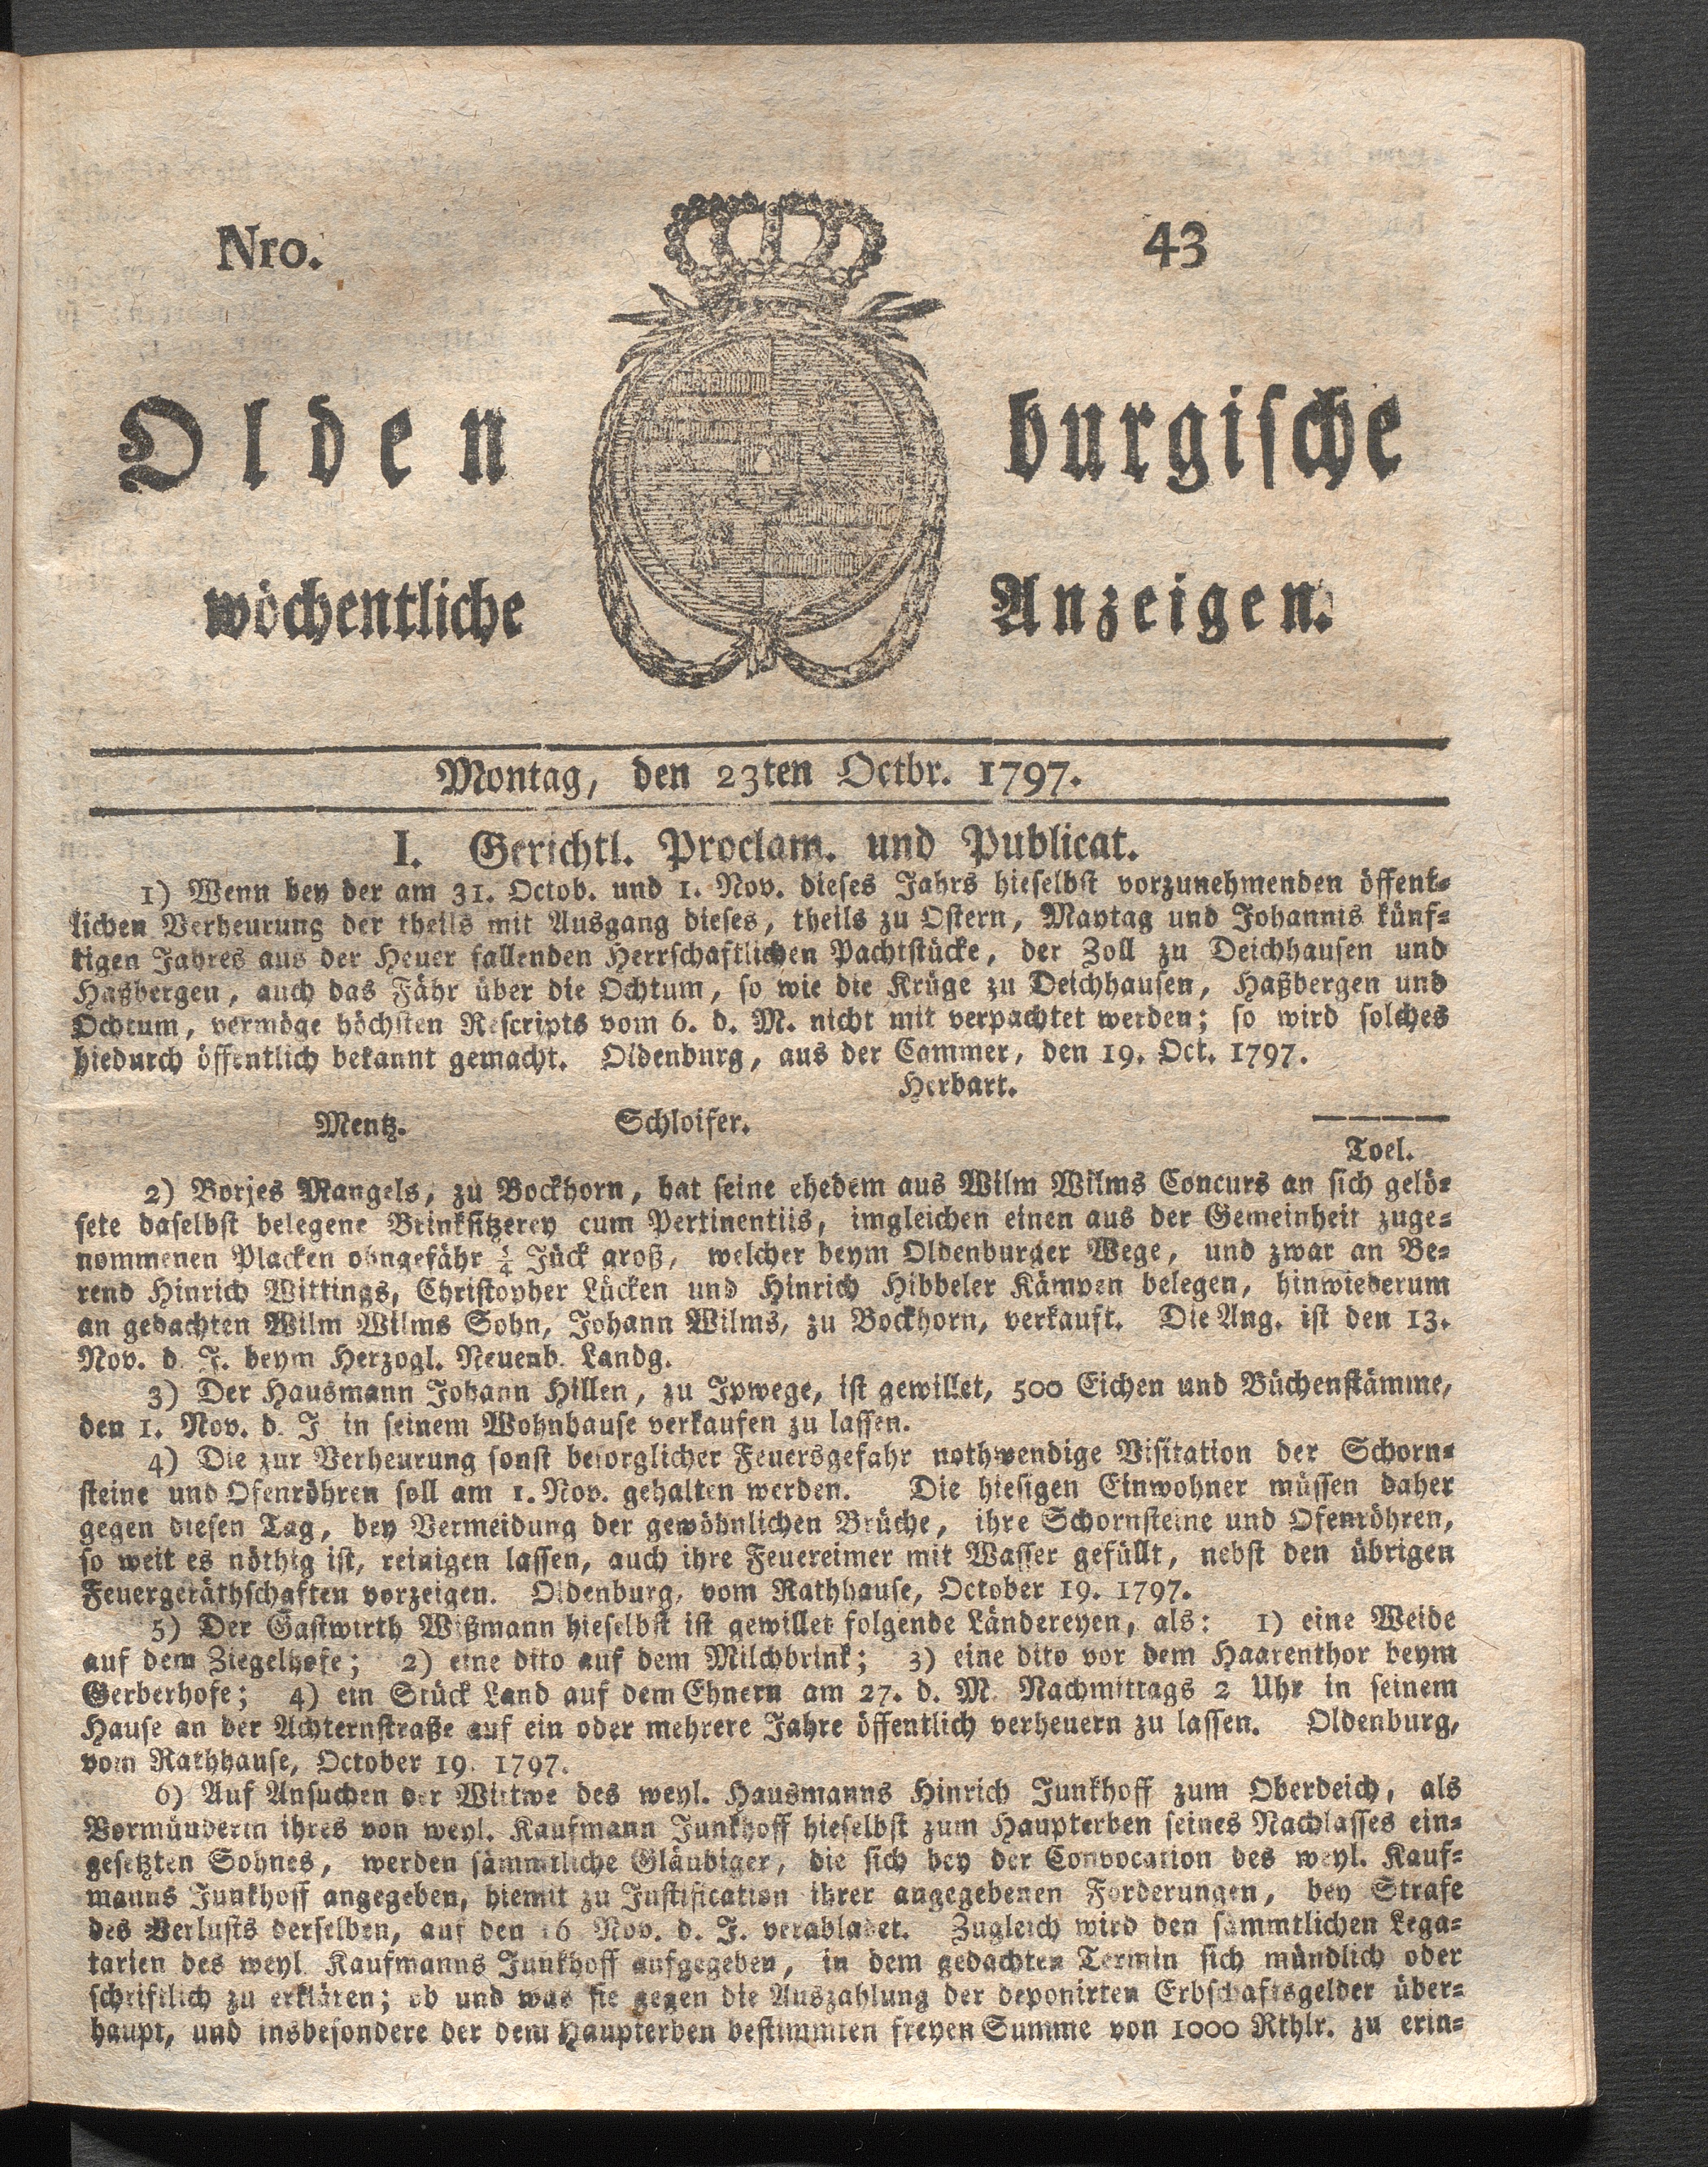 Nro. 43
Olden burgische
wöchentliche Anzeigen.
Montag, den 23ten Octbr. 1797.
I. Gerichtl. Proclam. und Publicat.
1) Wenn bey der am 31. Octob. und 1. Nov. dieses Jahrs hieselbst vorzunehmenden öffent-
lichen Verheurung der theils mit Ausgang dieses, theils zu Ostern, Maytag und Johannis künf-
tigen Jahres aus der Heuer fallenden Herrschaftlichen Pachtstücke, der Zoll zu Deichhausen und
Haßbergen, auch das Fähr über die Ochtum, so wie die Krüge zu Deichhausen, Haßbergen und
Ochtum, vermöge höchsten Rescripts vom 6. d. M. nicht mit verpachtet werden; so wird solches
hiedurch öffentlich bekannt gemacht. Oldenburg, aus der Cammer, den 19. Oct. 1797.
Herbart.
Mentz. Schloifer.
Toel.
2) Borjes Mangels, zu Bockhorn, hat seine ehedem aus Wilm Wilms Concurs an sich gelö-
sete daselbst belegene Brinksitzerey cum Pertinentiis, imgleichen einen aus der Gemeinheit zuge-
nommenen Placken ohngefähr ¼ Jück groß, welcher beym Oldenburger Wege, und zwar an Be-
rend Hinrich Wittings, Christopher Lücken und Hinrich Hibbeler Kämpen belegen, hinwiederum
an gedachten Wilm Wilms Sohn, Johann Wilms, zu Bockhorn, verkauft. Die Ang. ist den 13.
Nov. d. J. beym Herzogl. Neuenb. Landg.
3) Der Hausmann Johann Hillen, zu Ipwege, ist gewillet, 500 Eichen und Büchenstämme,
den 1. Nov. d. J in seinem Wohnhause verkaufen zu lassen.
4) Die zur Verheurung sonst besorglicher Feuersgefahr nothwendige Visitation der Schorn-
steine und Ofenröhren soll am 1. Nov. gehalten werden. Die hiesigen Einwohner müssen daher
gegen diesen Tag, bey Vermeidung der gewöhnlichen Brüche, ihre Schornsteine und Ofenröhren,
so weit es nöthig ist, reinigen lassen, auch ihre Feuereimer mit Wasser gefüllt, nebst den übrigen
Feuergeräthschaften vorzeigen. Oldenburg, vom Rathhause, October 19. 1797.
5) Der Gastwirth Wißmann hieselbst ist gewillet folgende Ländereyen, als: 1) eine Weide
auf dem Ziegelhofe; 2) eine dito auf dem Milchbrink; 3) eine dito vor dem Haarenthor beym
Gerberhofe; 4) ein Stück Land auf dem Ehnern am 27. d. M. Nachmittags 2 Uhr in seinem
Hause an der Achternstraße auf ein oder mehrere Jahre öffentlich verheuern zu lassen. Oldenburg,
vom Rathhause, October 19. 1797.
6) Auf Ansuchen der Wittwe des weyl. Hausmanns Hinrich Junkhoff zum Oberdeich, als
Vormünderin ihres von weyl. Kaufmann Junkhoff hieselbst zum Haupterben seines Nachlasses ein-
gesetzten Sohnes, werden sämmtliche Gläubiger, die sich bey der Convocation des weyl. Kauf-
manns Junkhoff angegeben, hiemit zu Justification ihrer angegebenen Forderungen, bey Strafe
des Verlusts derselben, auf den 16 Nov. d. J. verabladet. Zugleich wird den sämmtlichen Lega-
tarien des weyl. Kaufmanns Junkhoff aufgegeben, in dem gedachten Termin sich mündlich oder
schriftlich zu erklären; ob und was sie gegen die Auszahlung der deponirten Erbschaftsgelder über-
haupt, und insbesondere der dem Haupterben bestimmten freyen Summe von 1000 Rthlr. zu erin-